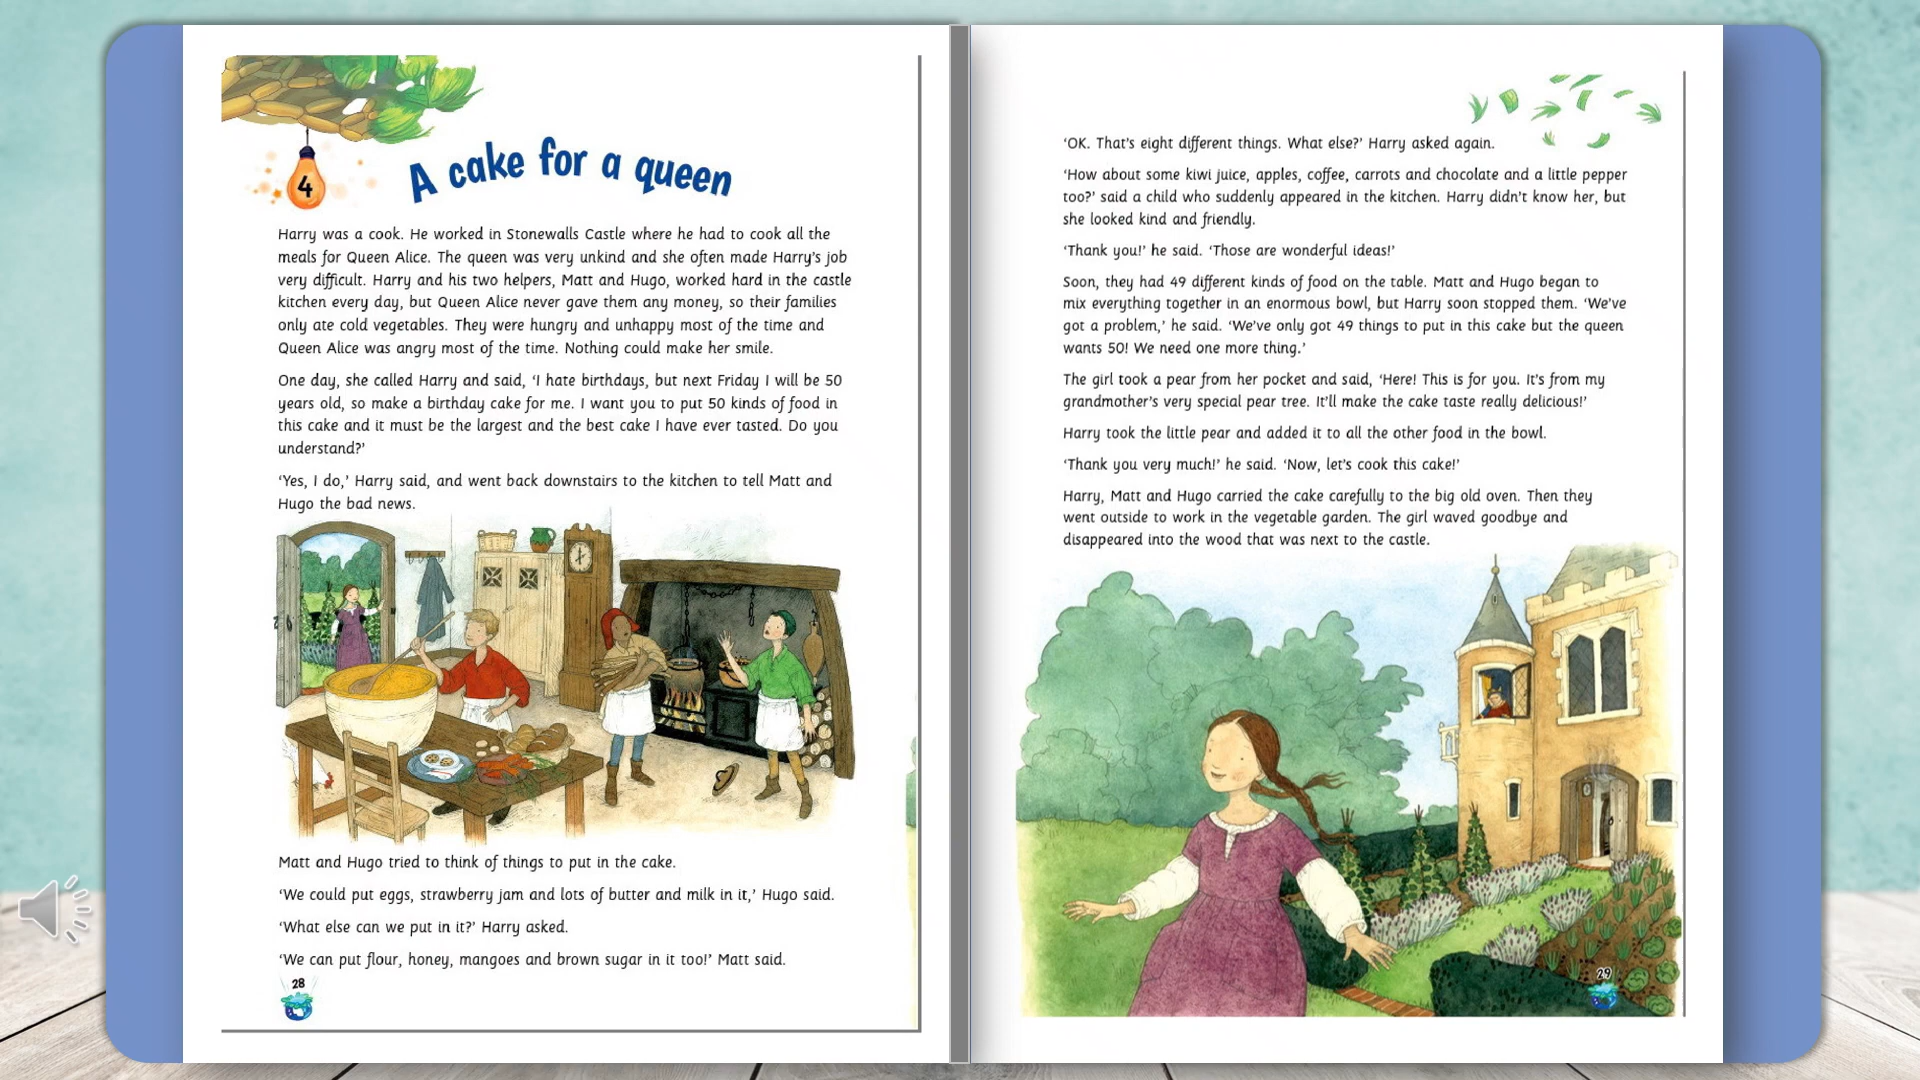 A cake for a queen
4
Harry was a cook. He worked in Stonewalls Castle where he had to cook all the
meals for Queen Alice. The queen was very unkind and she often made Harry’s job
very difficult. Harry and his two helpers, Matt and Hugo, worked hard in the castle
kitchen every day, but Queen Alice never gave them any money, so their families
only ate cold vegetables. They were hungry and unhappy most of the time and
Queen Alice was angry most of the time. Nothing could make her smile.
One day, she called Harry and said, ‘I hate birthdays, but next Friday I will be 50
years old, so make a birthday cake for me. I want you to put 50 kinds of food in
this cake and it must be the largest and the best cake I have ever tasted. Do you
understand?’
‘Yes, I do,’ Harry said, and went back downstairs to the kitchen to tell Matt and
Hugo the bad news.
Matt and Hugo tried to think of things to put in the cake.
‘We could put eggs, strawberry jam and lots of butter and milk in it,’ Hugo said.
‘What else can we put in it?’ Harry asked.
‘We can put flour, honey, mangoes and brown sugar in it too!’ Matt said.
28
‘OK. That’s eight different things. What else?’ Harry asked again.
‘How about some kiwi juice, apples, coffee, carrots and chocolate and a little pepper
too?’ said a child who suddenly appeared in the kitchen. Harry didn’t know her, but
she looked kind and friendly.
‘Thank you!’ he said. ‘Those are wonderful ideas!’
Soon, they had 49 different kinds of food on the table. Matt and Hugo began to
mix everything together in an enormous bowl, but Harry soon stopped them. ‘We’ve
got a problem,’ he said. ‘We’ve only got 49 things to put in this cake but the queen
wants 50! We need one more thing.’
The girl took a pear from her pocket and said, ‘Here! This is for you. It’s from my
grandmother’s very special pear tree. It’ll make the cake taste really delicious!’
Harry took the little pear and added it to all the other food in the bowl.
‘Thank you very much!’ he said. ‘Now, let’s cook this cake!’
Harry, Matt and Hugo carried the cake carefully to the big old oven. Then they
went outside to work in the vegetable garden. The girl waved goodbye and
disappeared into the wood that was next to the castle.
29